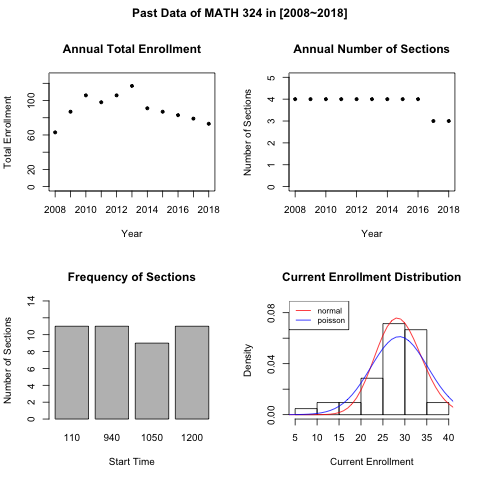 Past Data of MATH 324 in [2008~2018]
Annual Total Enrollment
Total Enrollment
0 60 100
2008 2010 2012 2014 2016 2018
Year
Annual Number of Sections
Number of Sections
0 1 2 3 4 5
2008 2010 2012 2014 2016 2018
Year
Frequency of Sections
Number of Sections
0 2 4 6 8 10 12 14
110 940 1050 1200
Start Time
Current Enrollment Distribution
normal
poisson
Density
0.00 0.04 0.08
5 10 15 20 25 30 35 40
Current Enrollment